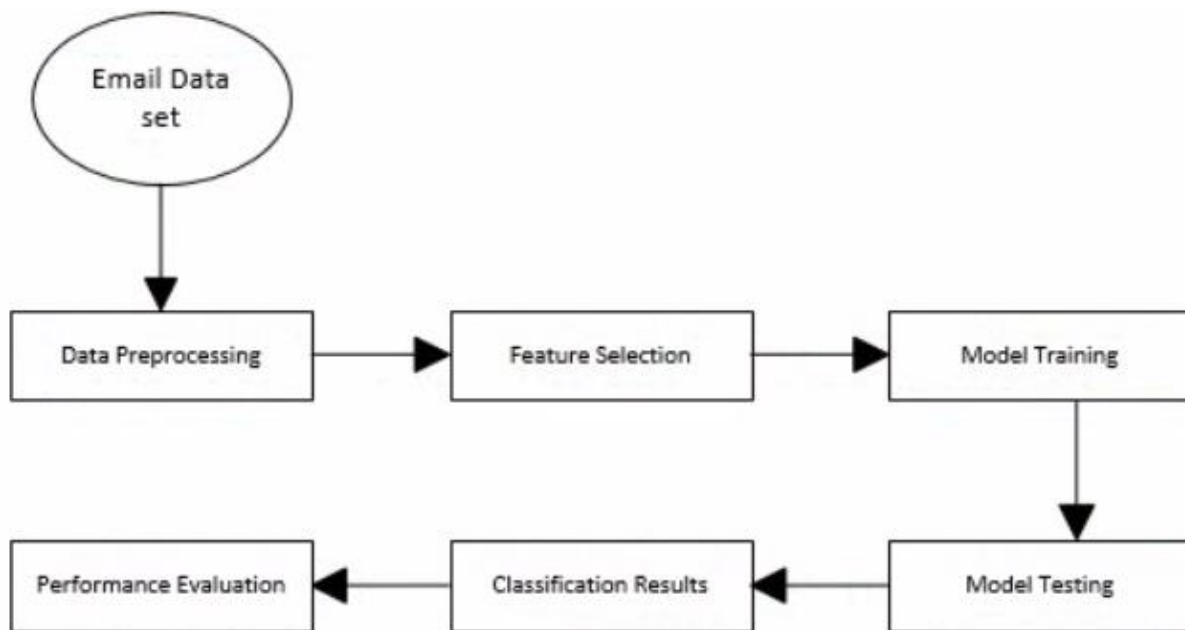 Email Data
set
Data Preprocessing
Feature Selection
Model Training
Model Testing
Classification Results
Performance Evaluation